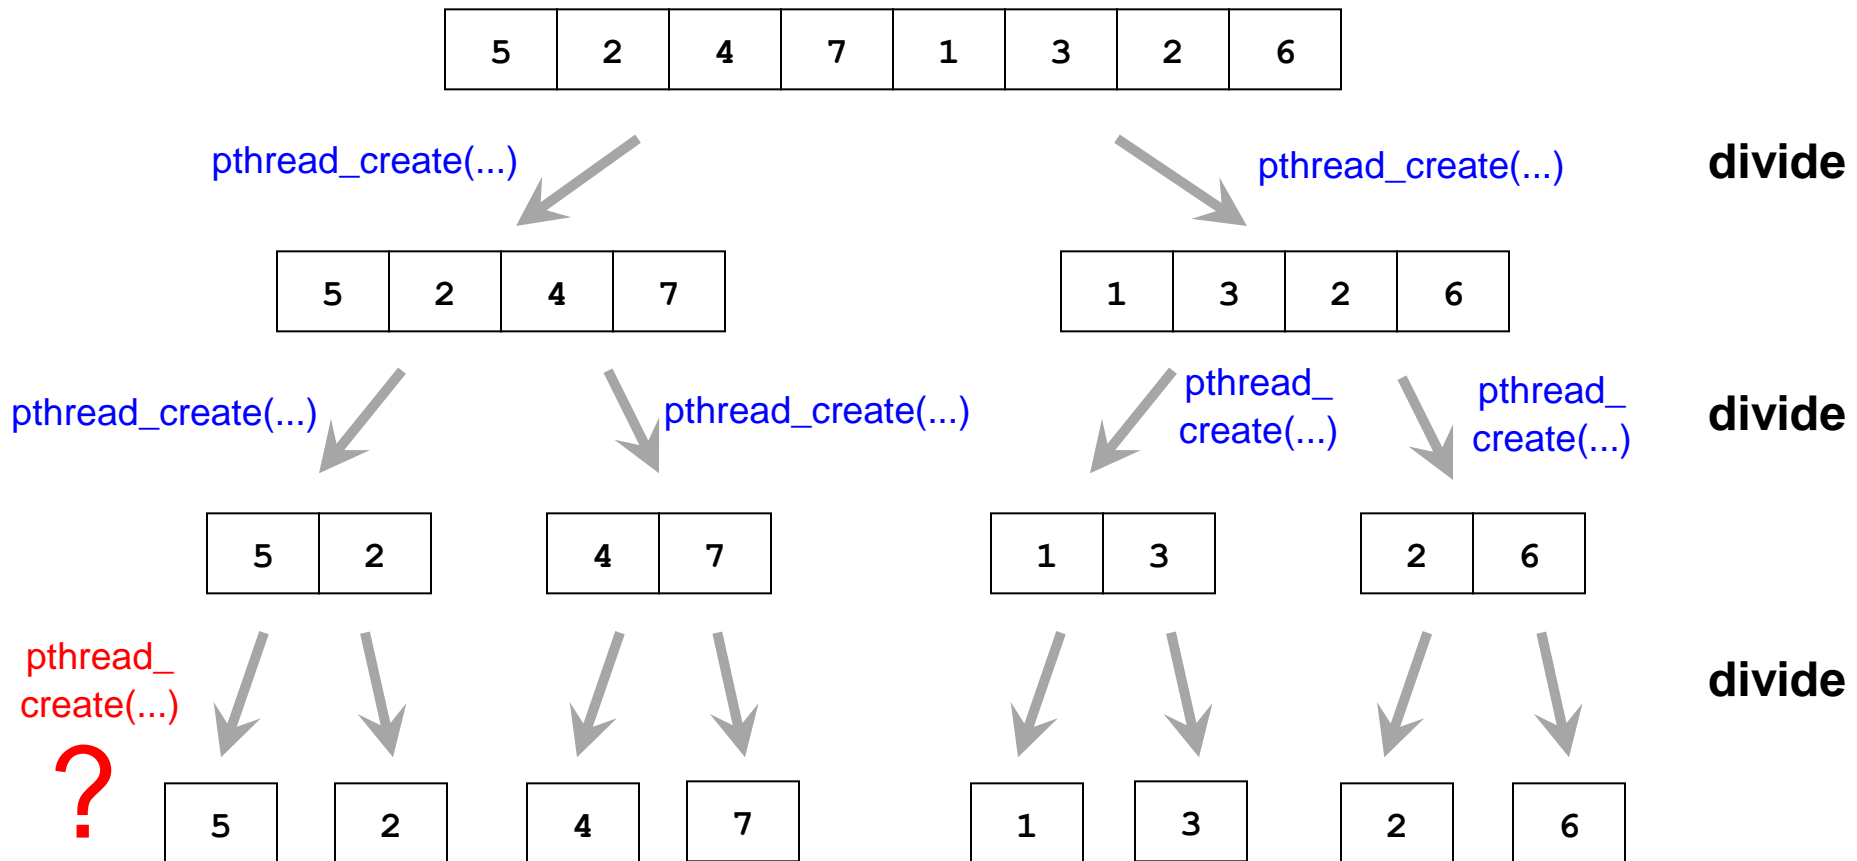 5 2 4 7 1 3 2 6
pthread_create(...)
pthread_create(...)
divide
5 2 4 7
1 3 2 6
pthread_create(...)
pthread_create(...)
pthread_
create(...)
pthread_
create(...)
divide
5 2
4 7
1 3
2 6
pthread_
create(...)
?
divide
5
2
4
7
1
3
2
6